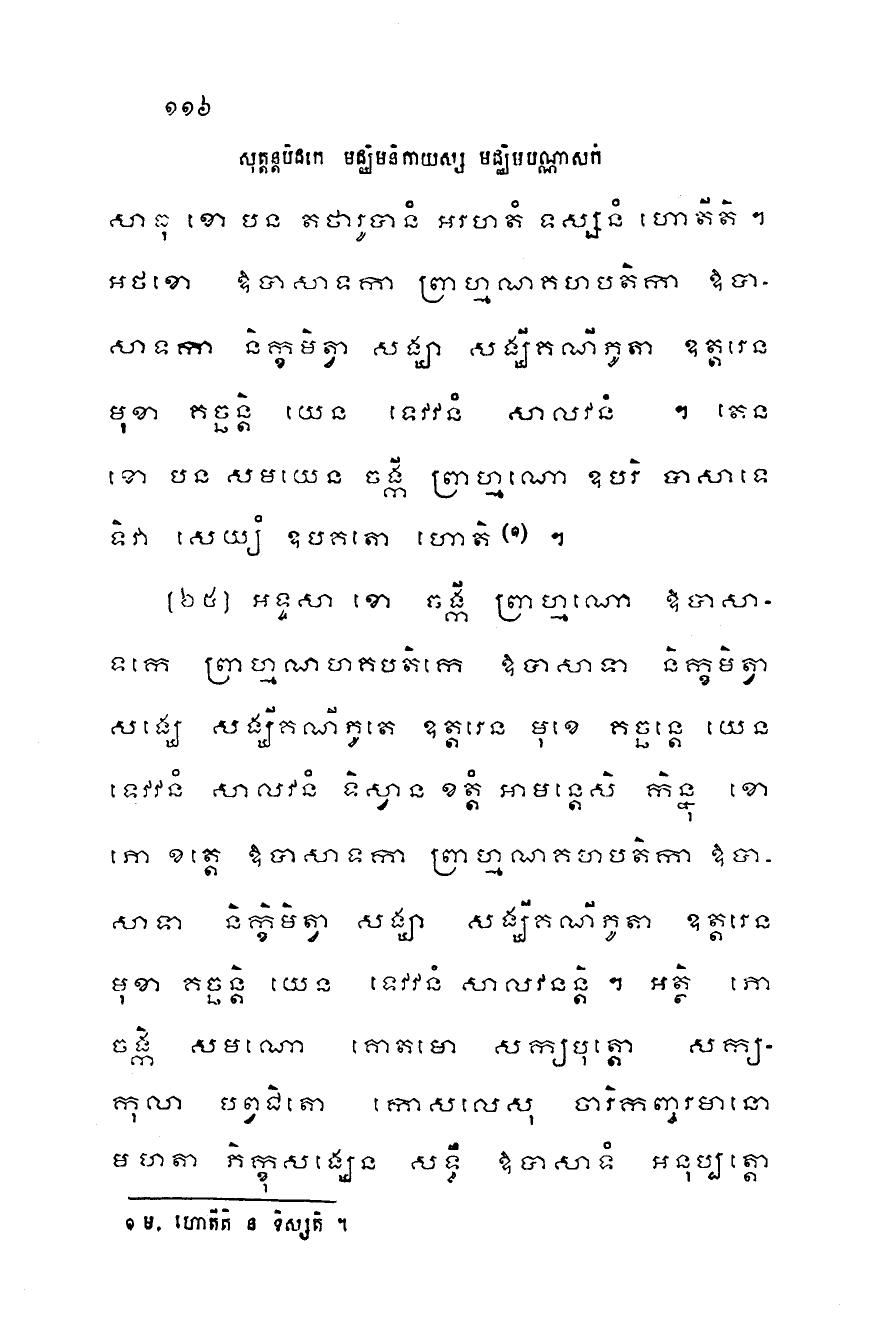 ១១៦
សុត្តន្តបិដកេ មជ្ឈិមនិកាយស្ស មជ្ឈិមបណ្ណាសកំ
សាធុ ខោ បន តថារូបានំ អរហតំ ទស្សនំ ហោតីតិ ។
អថខោ ឱបាសាទកា ព្រាហ្មណគហបតិកា ឱបា-
សាទកា និក្ខមិត្វា សង្ឃា សង្ឃីគណីភូតា ឧត្តរេន
មុខា គច្ឆន្តិ យេន ទេវវនំ សាលវនំ ។ តេន
ខោ បន សមយេន ចង្កី ព្រាហ្មណោ ឧបរិ បាសាទេ
ទិវា សេយ្យំ ឧបគតោ ហោតិ (១) ។
[៦៥] អទ្ទសា ខោ ចង្កី ព្រាហ្មណោ ឱបាសា-
ទកេ ព្រាហ្មណហគបតិកេ ឱបាសាទា និក្ខមិត្វា
សង្ឃេ សង្ឃីគណីភូតេ ឧត្តរេន មុខេ គច្ឆន្តេ យេន
ទេវវនំ សាលវនំ ទិស្វាន ខត្តំ អាមន្តេសិ កិន្នុ ខោ
ភោ ខត្តេ ឱបាសាទកា ព្រាហ្មណគហបតិកា ឱបា-
សាទា និក្ខិមិត្វា សង្ឃា សង្ឃីគណីភូតា ឧត្តរេន
មុខា គច្ឆន្តិ យេន ទេវវនំ សាលវនន្តិ ។ អត្ថិ ភោ
ចង្កិ សមណោ គោតមោ សក្យបុត្តោ សក្យ-
កុលា បព្វជិតោ កោសលេសុ ចារិកញ្ចរមានោ
មហតា ភិក្ខុសង្ឃេន សទ្ធឹ ឱបាសាទំ អនុប្បត្តោ
១ ម. ហោតីតិ ន ទិស្សតិ ។